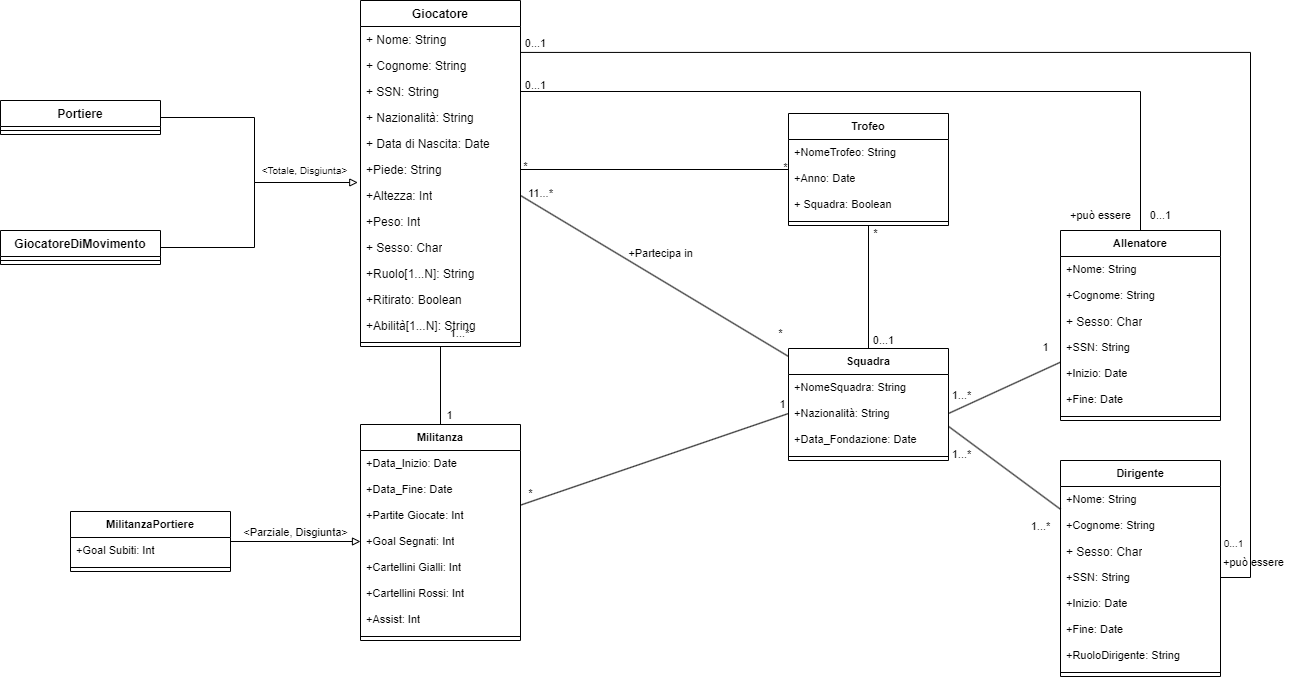 Giocatore
+ Nome: String
+ Cognome: String
+ SSN: String
+ Nazionalità: String
+ Data di Nascita: Date
+Piede: String
+Altezza: Int
+Peso: Int
+ Sesso: Char
+Ruolo[1...N]: String
+Ritirato: Boolean
+Abilità[1...N]: String
1...*
1
Portiere
GiocatoreDiMovimento
<Totale, Disgiunta>
0...1
0...1
*
*
11...*
+Partecipa in
*
Trofeo
+NomeTrofeo: String
+Anno: Date
+ Squadra: Boolean
*
0...1
+può essere
0...1
Allenatore
+Nome: String
+Cognome: String
+ Sesso: Char
+SSN: String
+Inizio: Date
+Fine: Date
1
Squadra
+NomeSquadra: String
+Nazionalità: String
+Data_Fondazione: Date
1...*
1...*
1
*
Militanza
+Data_Inizio: Date
+Data_Fine: Date
+Partite Giocate: Int
+Goal Segnati: Int
+Cartellini Gialli: Int
+Cartellini Rossi: Int
+Assist: Int
MilitanzaPortiere
+Goal Subiti: Int
<Parziale, Disgiunta>
1...*
Dirigente
+Nome: String
+Cognome: String
+ Sesso: Char
+SSN: String
+Inizio: Date
+Fine: Date
+RuoloDirigente: String
0...1
+può essere